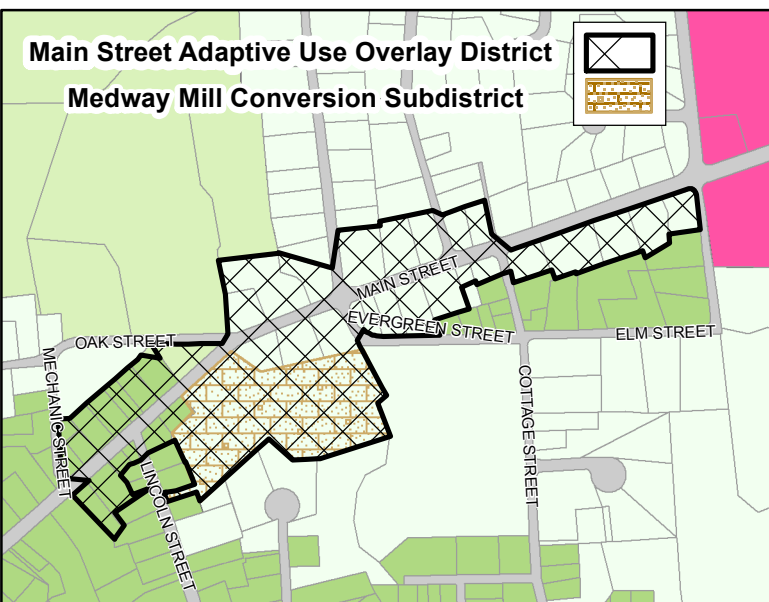 Main Street Adaptive Use Overlay District
Medway Mill Conversion Subdistrict
MAIN STREET
EVERGREEN STREET
ELM STREET
OAK STREET
MECHANIC STREET
COTTAGE STREET
LINCOLN STREET